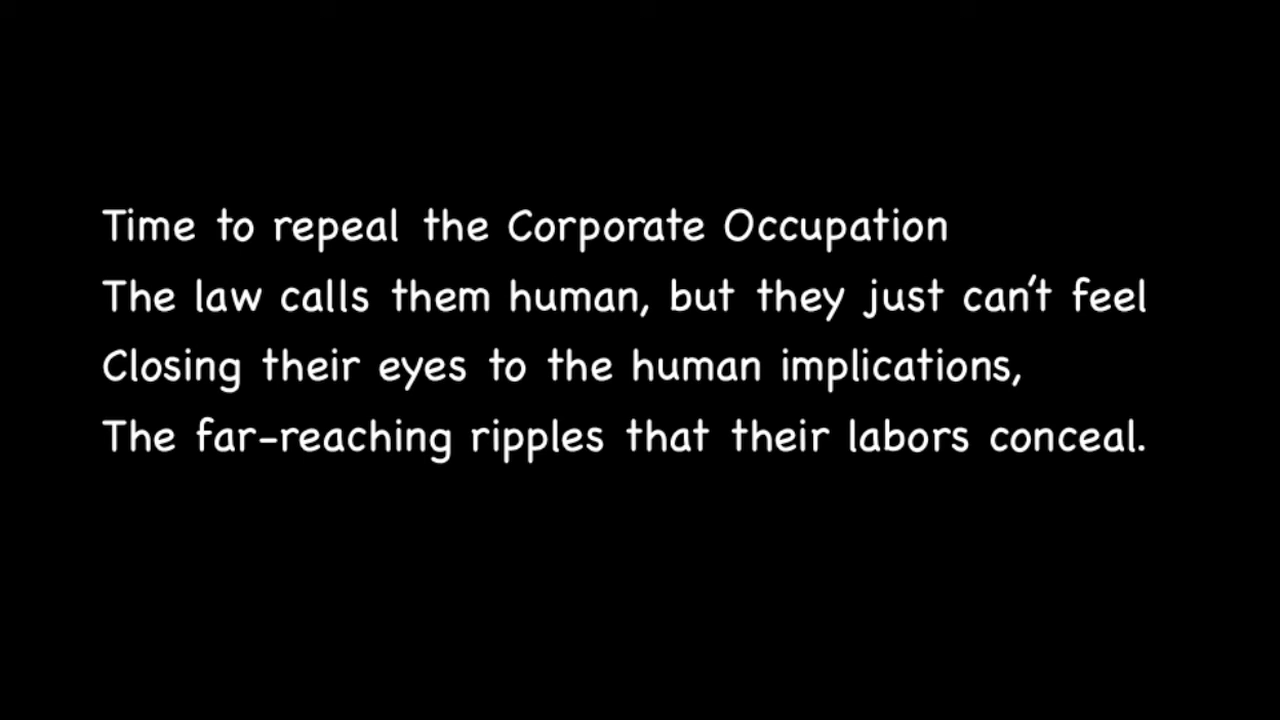 Time to repeal the Corporate Occupation
The law calls them human, but they just can't feel
Closing their eyes to the human implications,
The far-reaching ripples that their labors conceal.